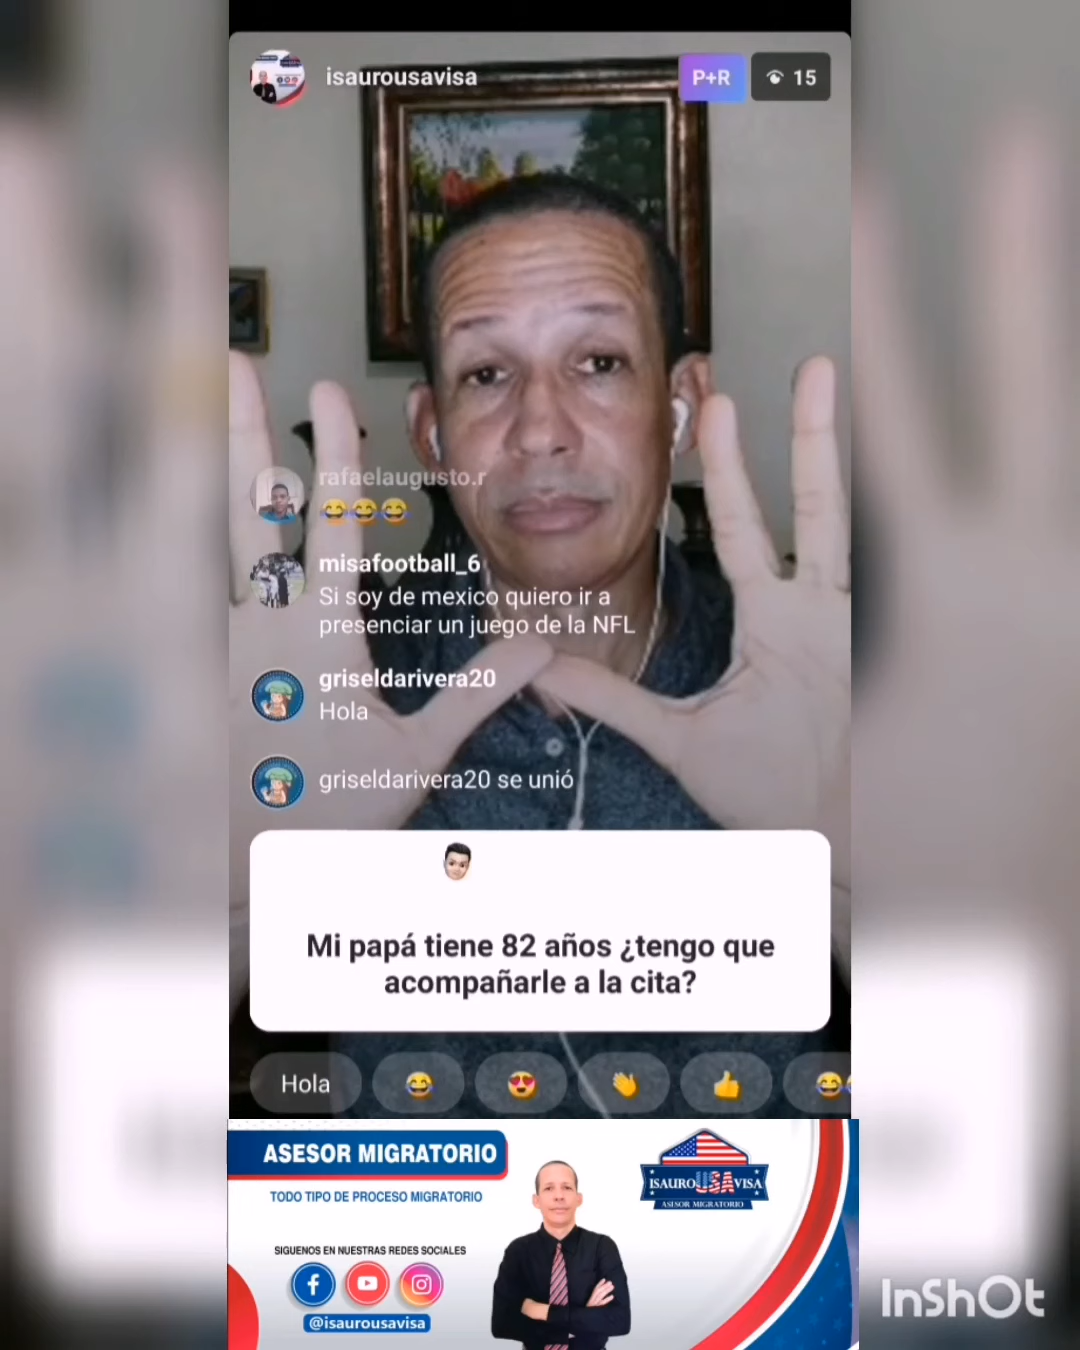 isaurousavisa
P+R
15
rafaelaugusto.r
misafootball_6
Si soy de mexico quiero ir a
presenciar un juego de la NFL
griseldarivera20
Hola
griseldarivera20 se unió
Mi papá tiene 82 años ¿tengo que
acompañarle a la cita?
Hola
ASESOR MIGRATORIO
TODO TIPO DE PROCESO MIGRATORIO
SIGUENOS EN NUESTRAS REDES SOCIALES
@isaurousavisa
ISAURO USA VISA
ASESOR MIGRATORIO
InShOt